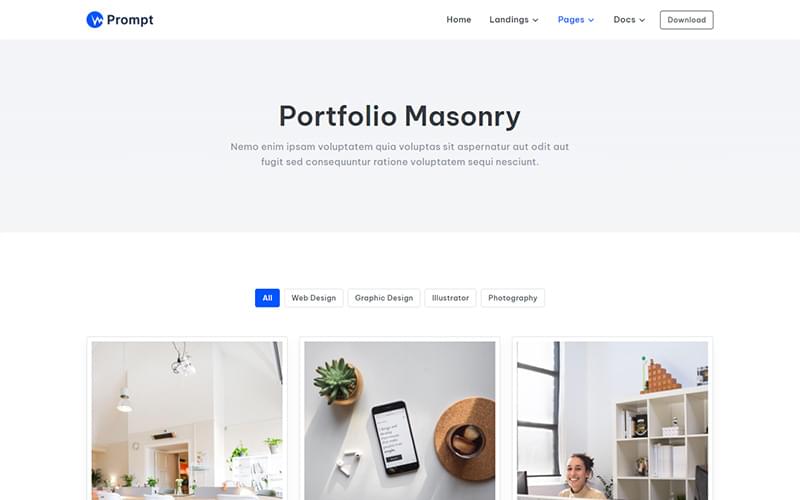 Prompt
Home
Landings
Pages
Docs
Download
Portfolio Masonry
Nemo enim ipsam voluptatem quia voluptas sit aspernatur aut odit aut
fugit sed consequuntur ratione voluptatem sequi nesciunt.
All
Web Design
Graphic Design
Illustrator
Photography